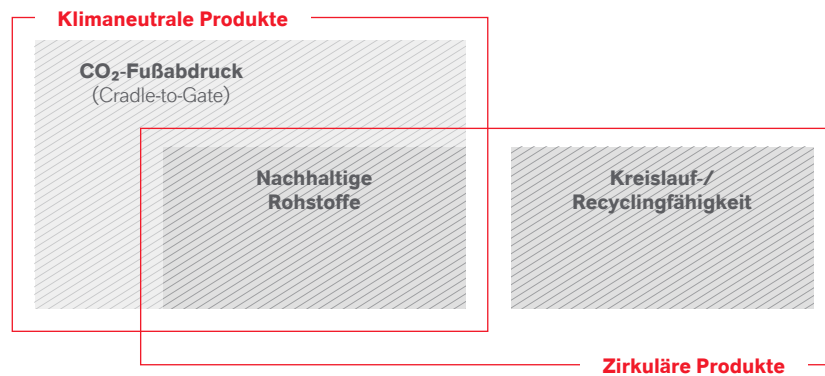 Klimaneutrale Produkte
CO₂-Fußabdruck
(Cradle-to-Gate)
Nachhaltige
Rohstoffe
Kreislauf-/
Recyclingfähigkeit
Zirkuläre Produkte